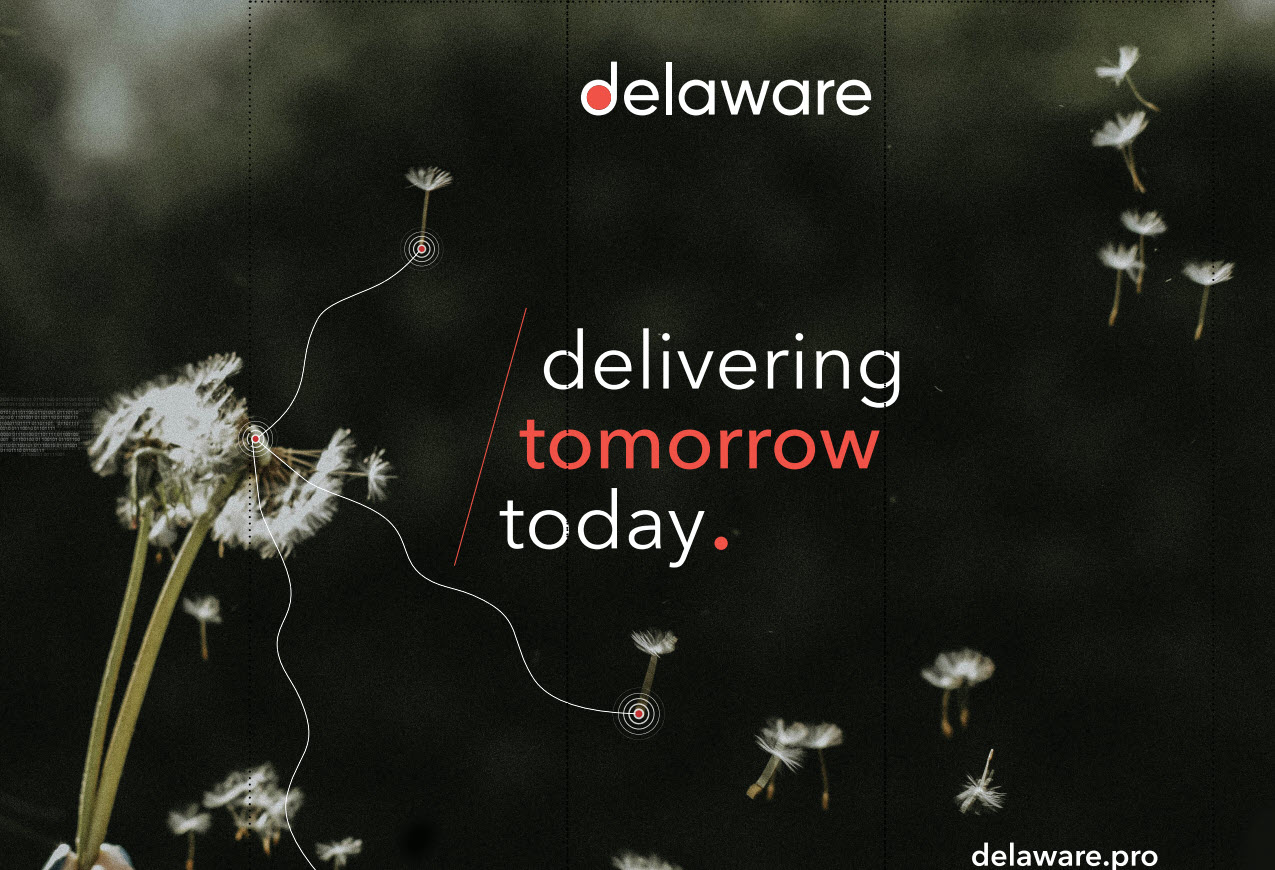 delaware
delivering
tomorrow
today.
delaware.pro